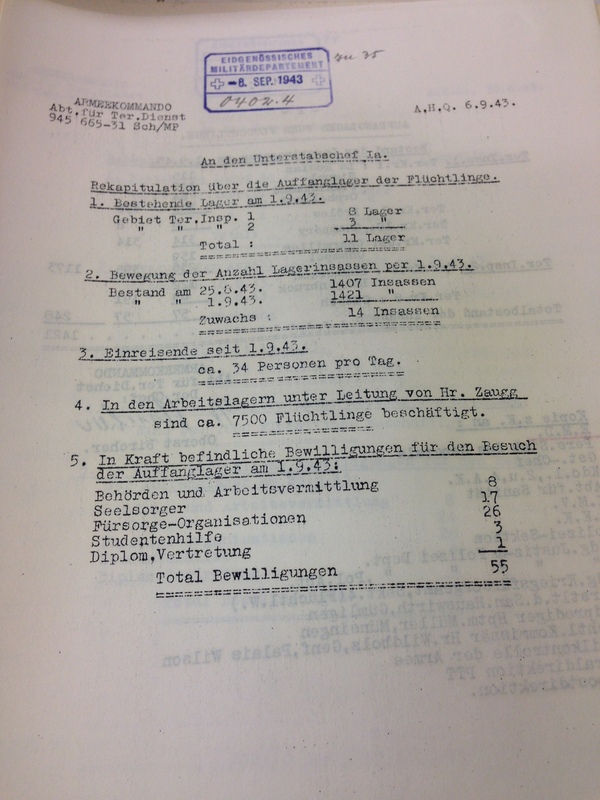 EIDGENÖSSISCHES
MILITÄRDEPARTEMENT
-8. SEP. 1943
0402.4
zu 35
ARMEEKOMMANDO
Abt. für Ter.Dienst
945 665-31 Sch/MP
A.H.Q. 6.9.43.
An den Unterstabschef Ia.
Rekapitulation über die Auffanglager der Flüchtlinge.
1. Bestehende Lager am 1.9.43.
Gebiet Ter.Insp. 1 8 Lager
" " " 2 3 "
Total : 11 Lager
2. Bewegung der Anzahl Lagerinsassen per 1.9.43.
Bestand am 25.8.43. 1407 Insassen
" " 1.9.43. 1421 "
Zuwachs : 14 Insassen
3. Einreisende seit 1.9.43.
ca. 34 Personen pro Tag.
4. In den Arbeitslagern unter Leitung von Hr. Zaugg
sind ca. 7500 Flüchtlinge beschäftigt.
5. In Kraft befindliche Bewilligungen für den Besuch
der Auffanglager am 1.9.43:
Behörden und Arbeitsvermittlung 8
Seelsorger 17
Fürsorge-Organisationen 26
Studentenhilfe 3
Diplom.Vertretung 1
Total Bewilligungen 55